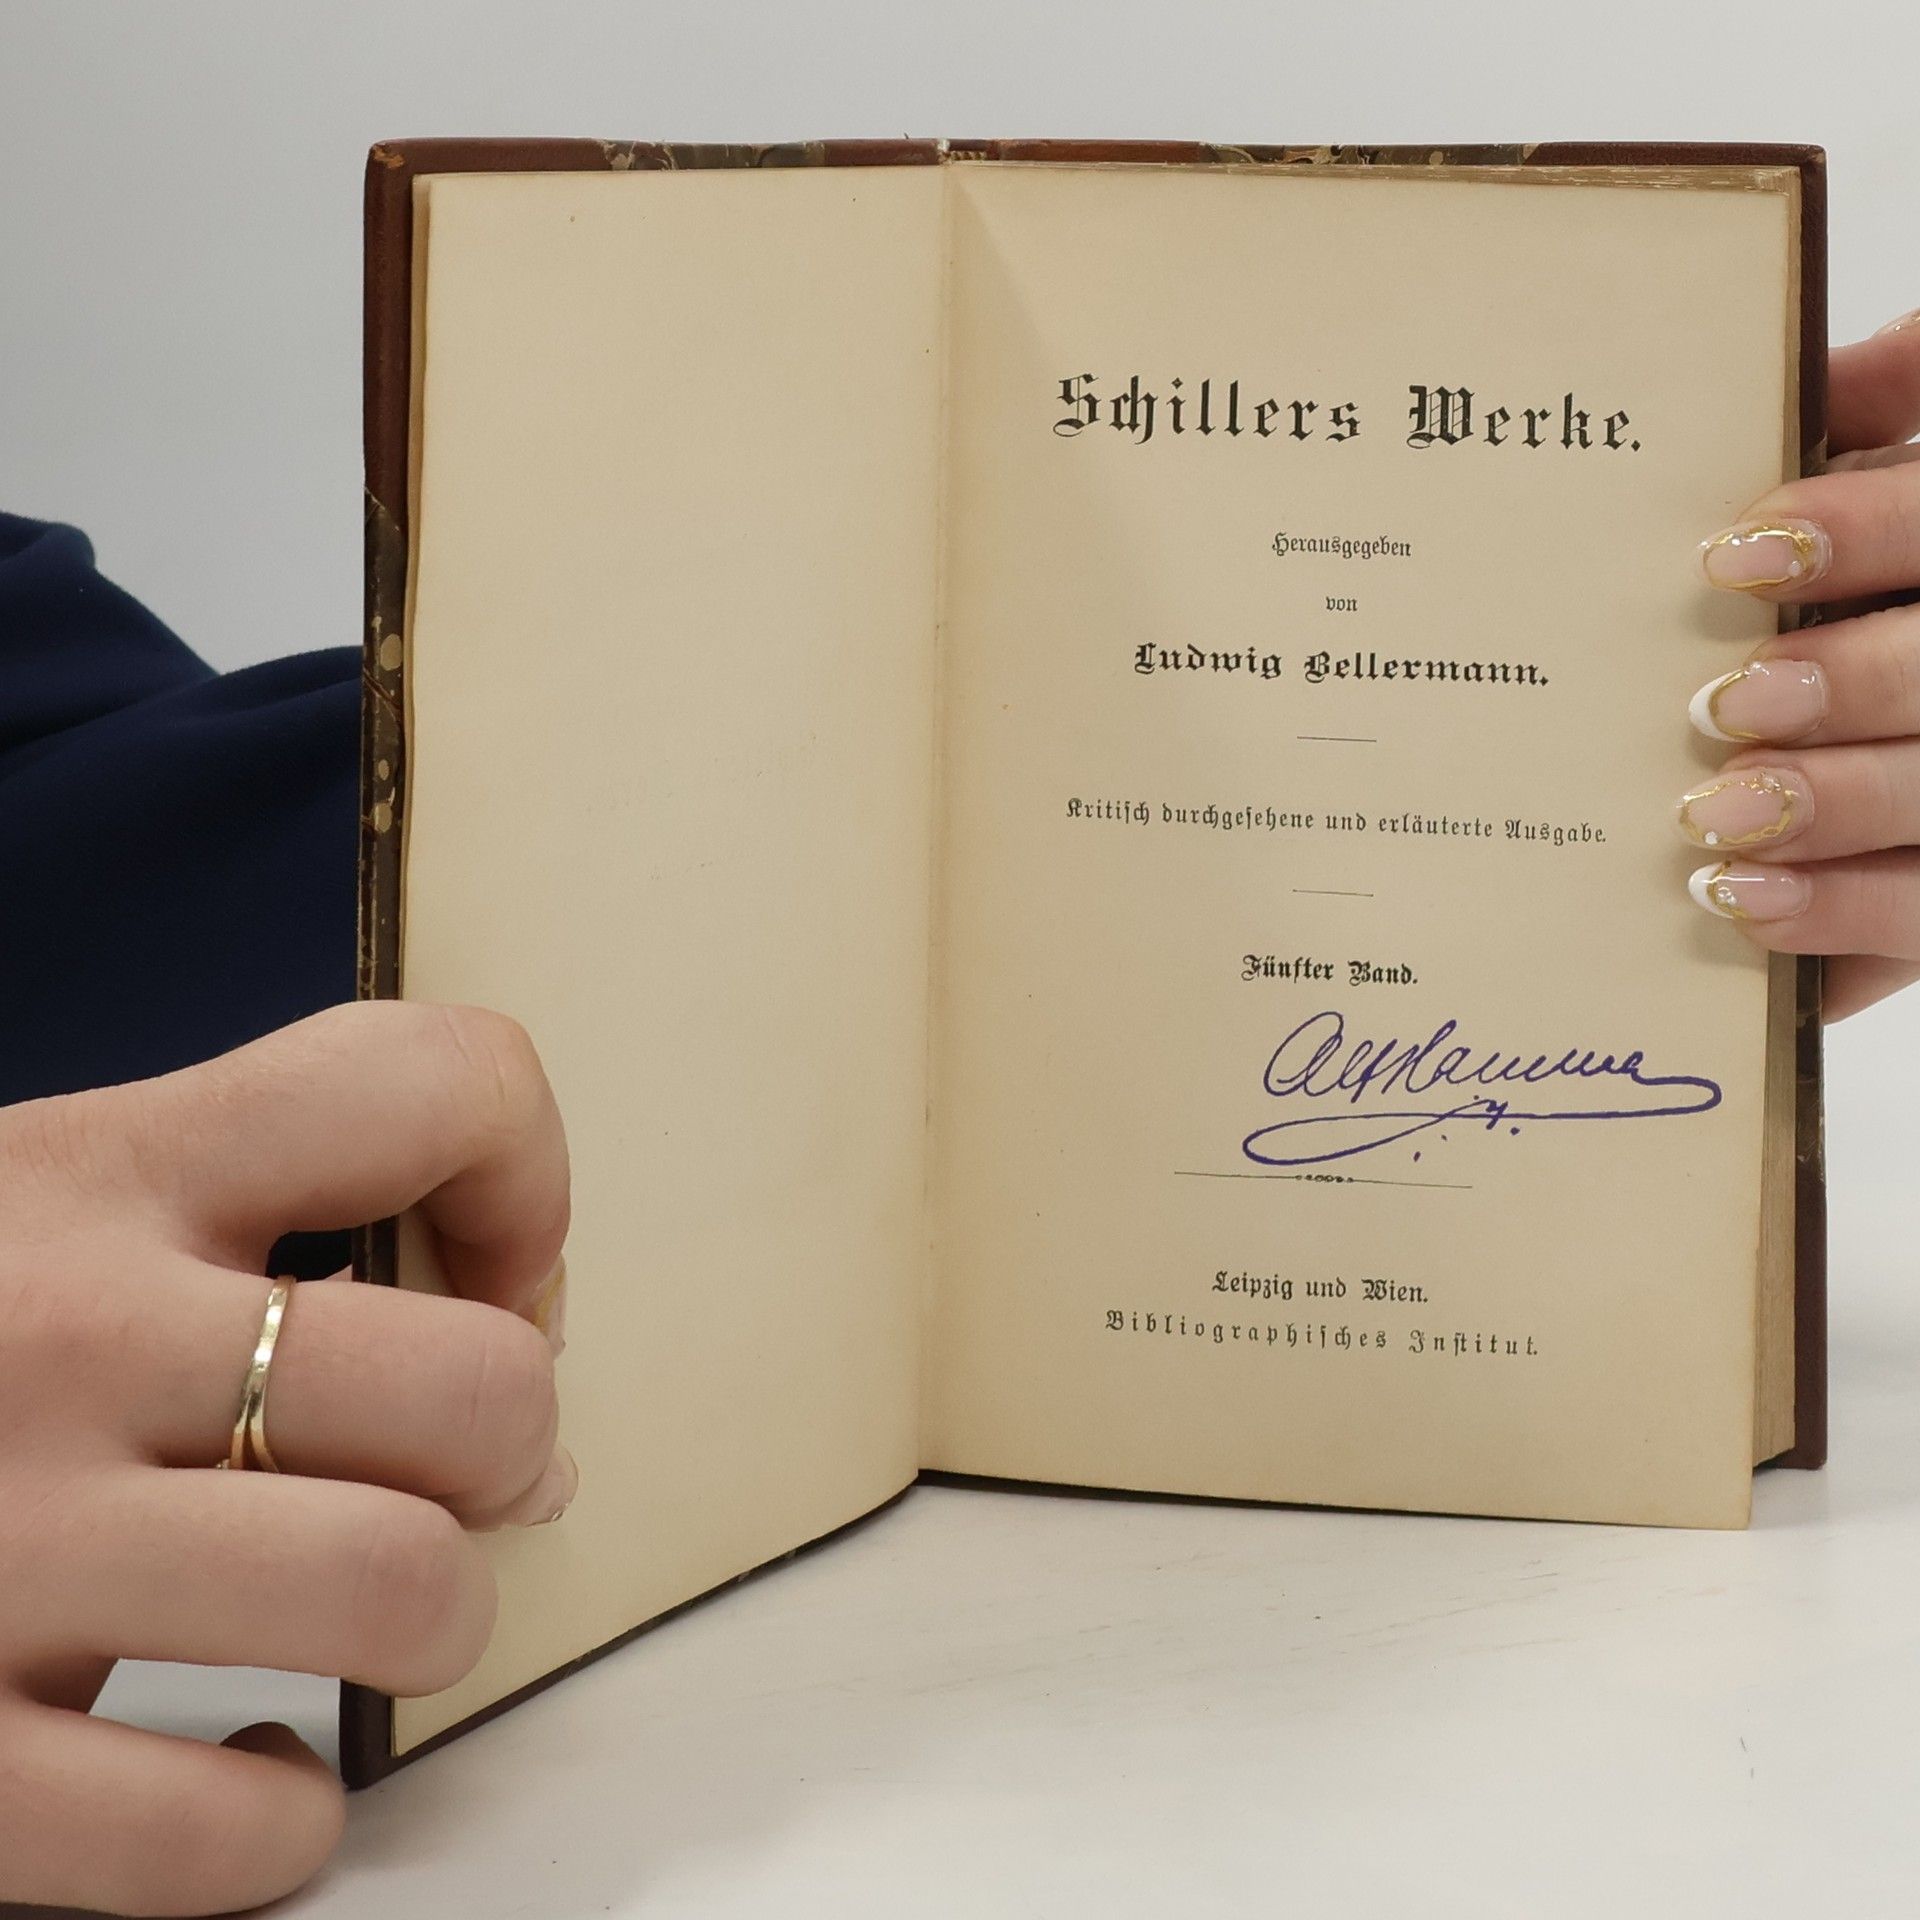 Schillers Werke.
Herausgegeben
von
Ludwig Bellermann.
Kritiſch durchgeſehene und erläuterte Ausgabe.
Fünfter Band.
Leipzig und Wien.
Bibliographiſches Inſtitut.